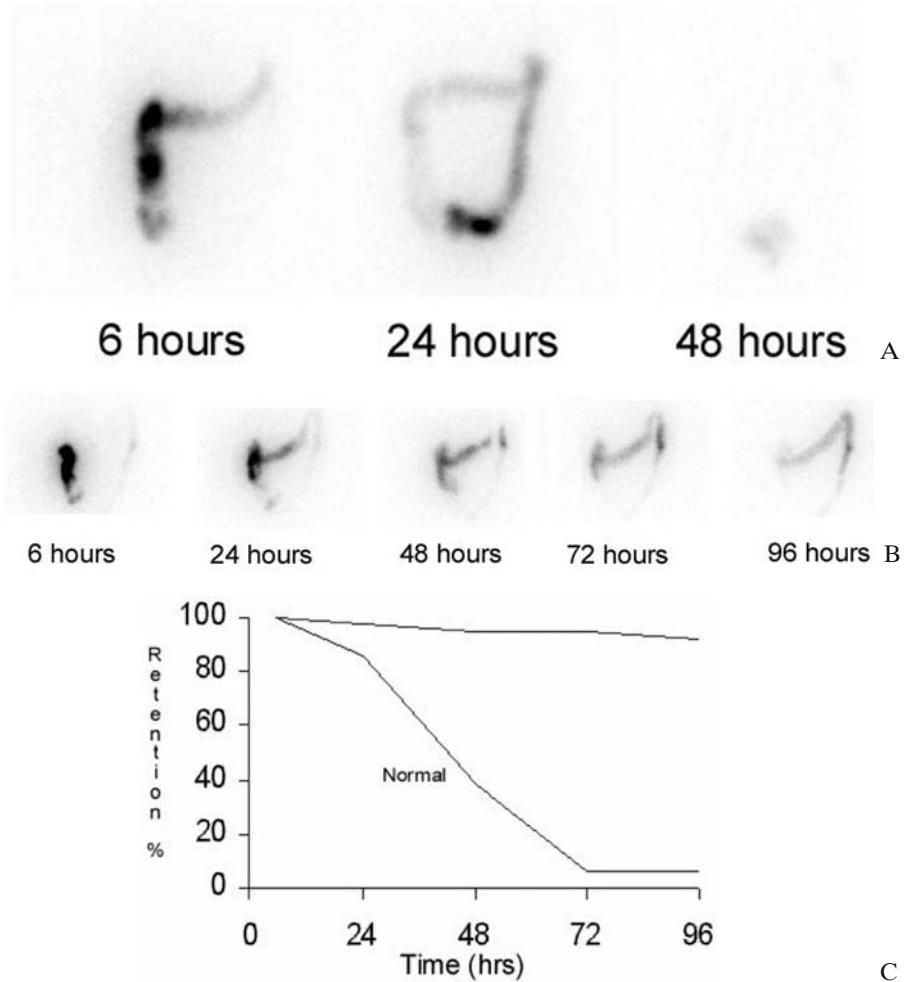 6 hours 24 hours 48 hours A
6 hours 24 hours 48 hours 72 hours 96 hours B
Retention %
100
80
60
40
20
0
Normal
0 24 48 72 96
Time (hrs)
C